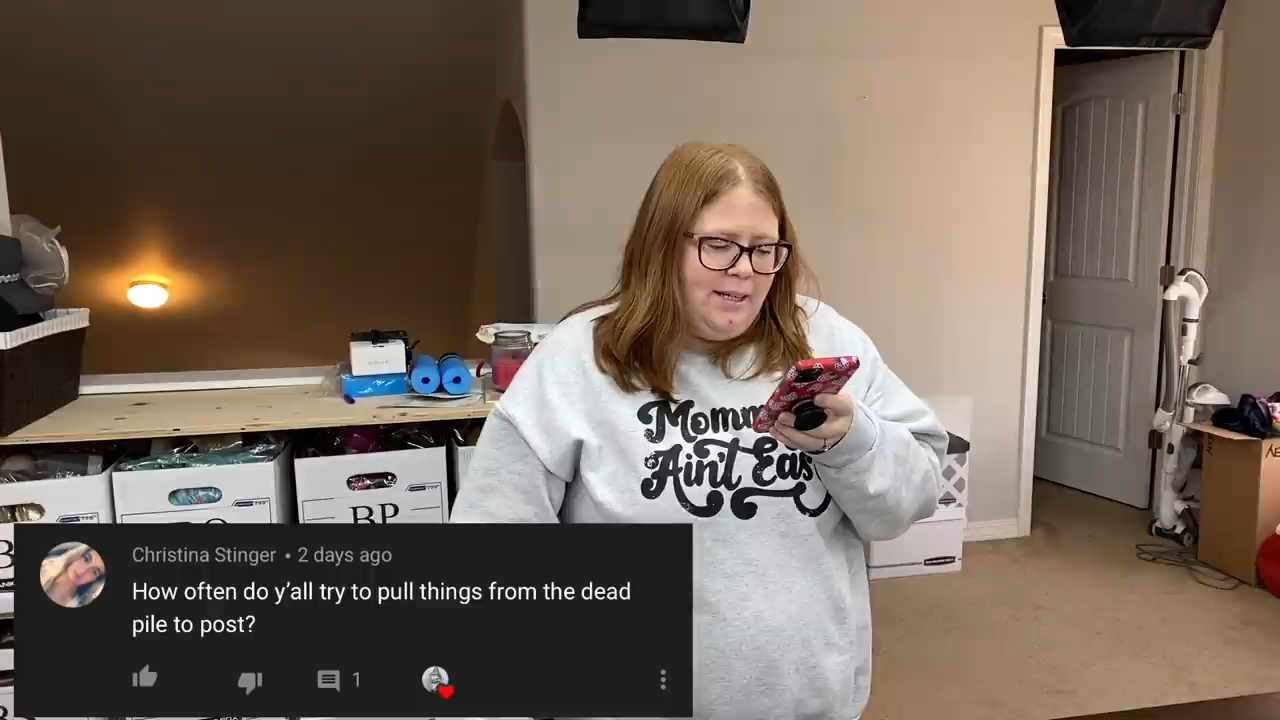 Momm
Ain't Eas
BP
Christina Stinger • 2 days ago
How often do y'all try to pull things from the dead
pile to post?
1